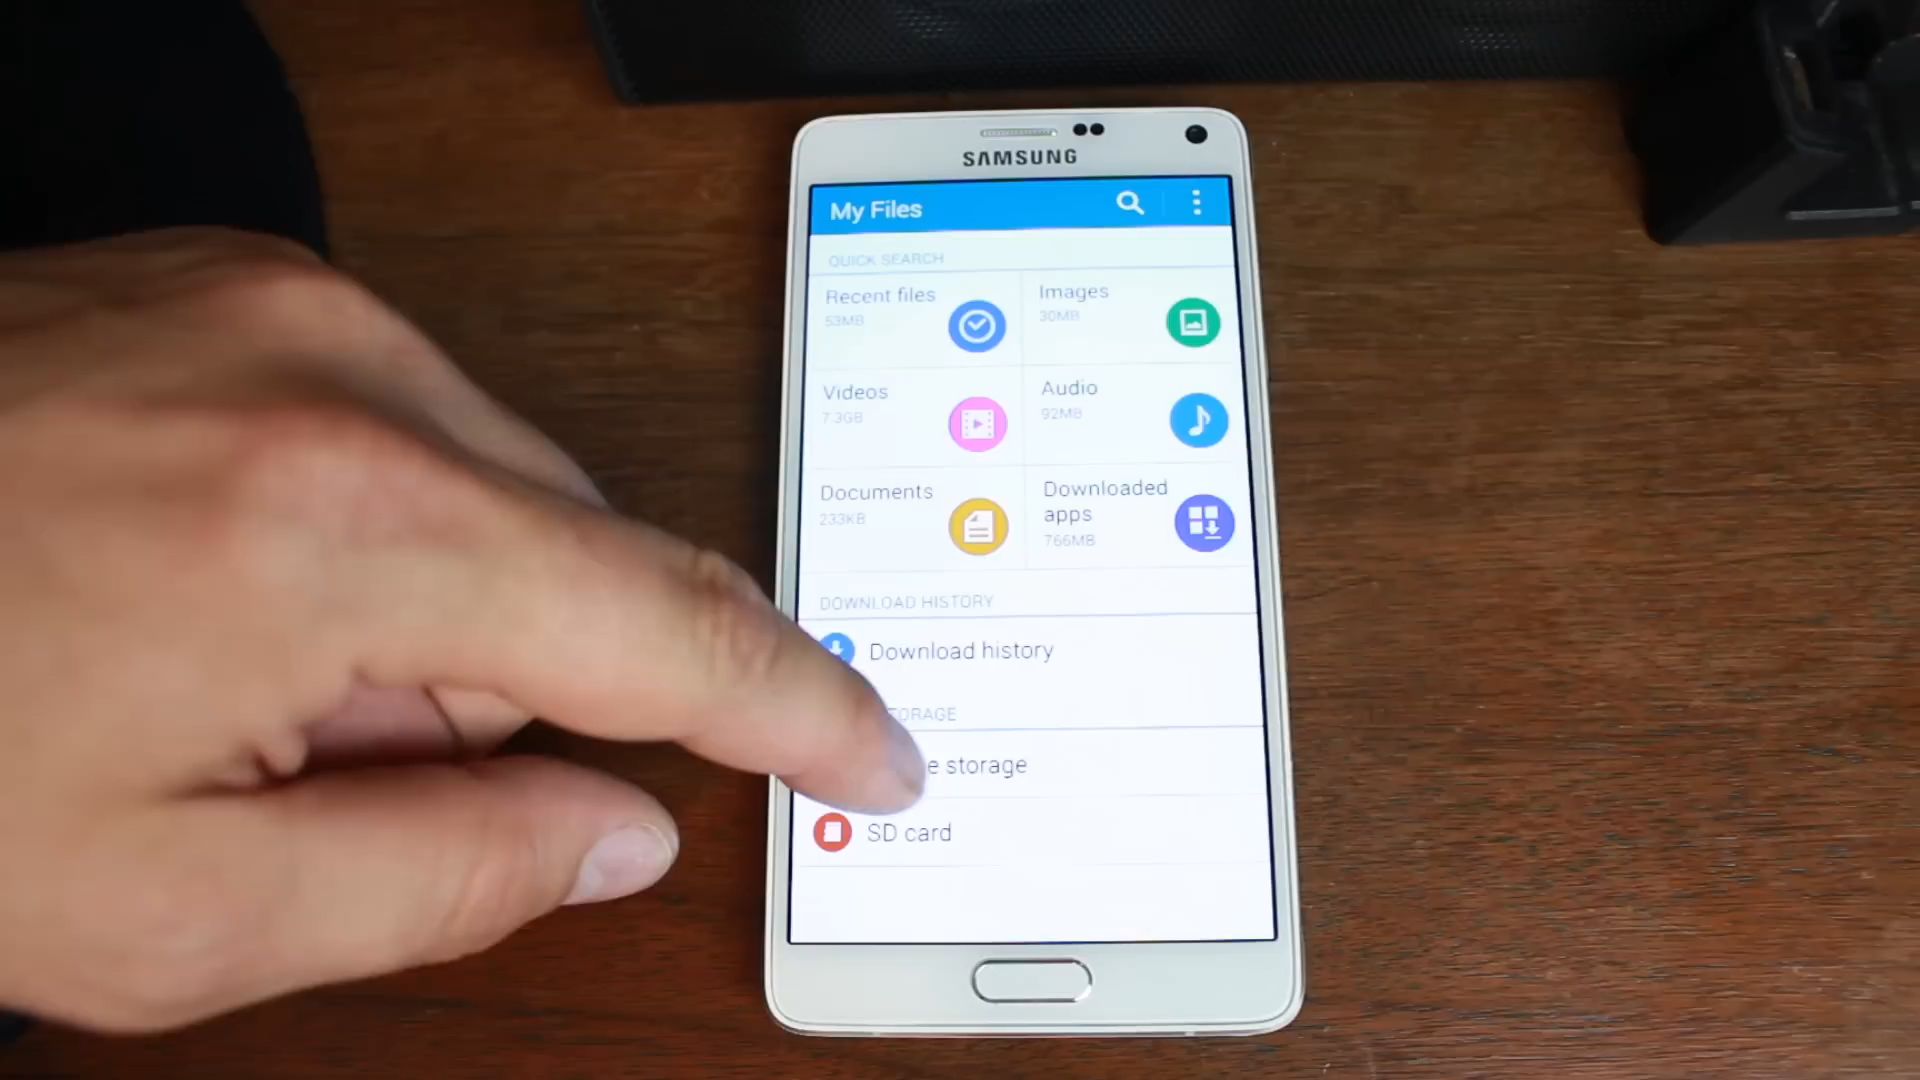 SAMSUNG
My Files
QUICK SEARCH
Recent files
53MB
Images
30MB
Videos
7.3GB
Audio
92MB
Documents
233KB
Downloaded
apps
766MB
DOWNLOAD HISTORY
Download history
STORAGE
storage
SD card